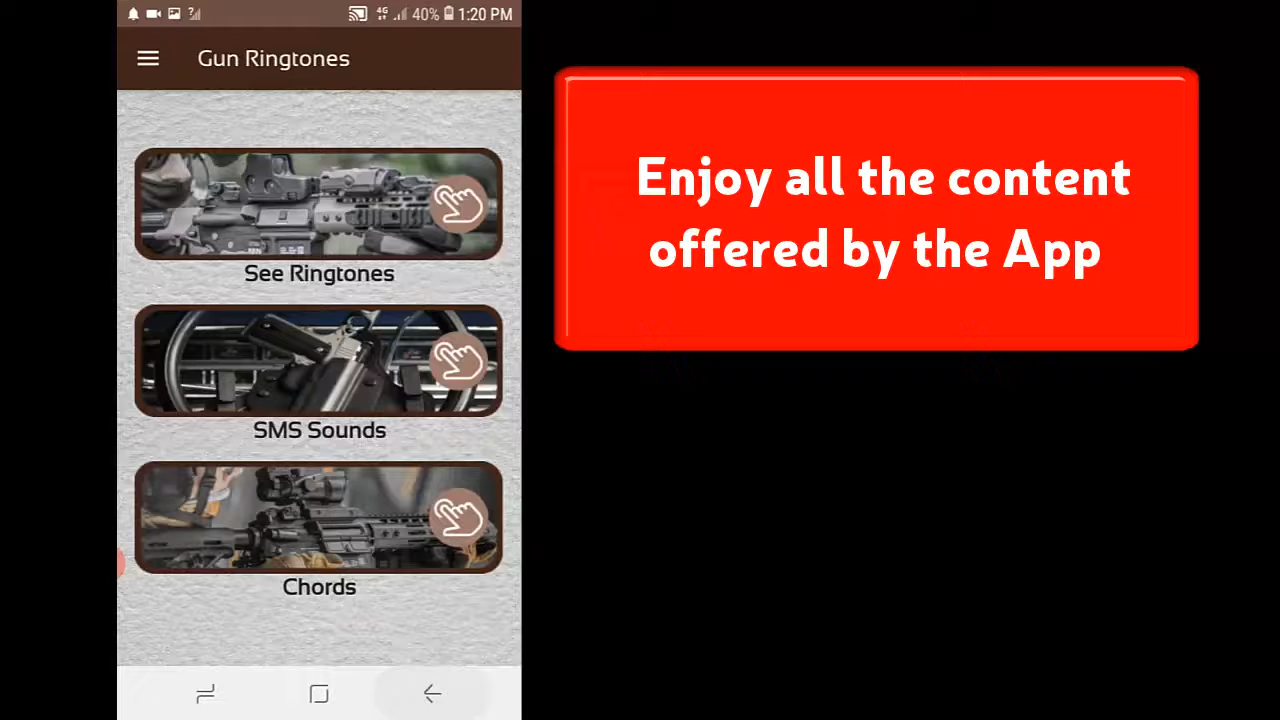 4G 40% 1:20 PM
Gun Ringtones
See Ringtones
SMS Sounds
Chords
Enjoy all the content
offered by the App